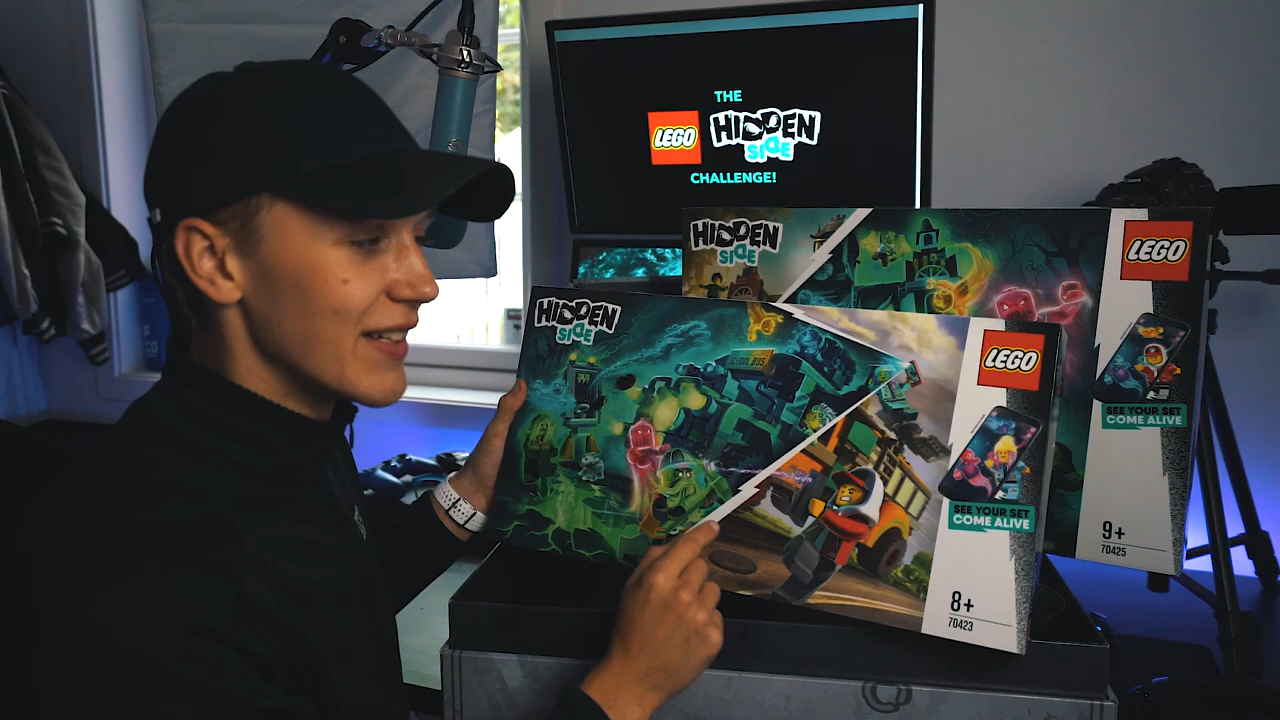 THE
LEGO HIDDEN
SIDE
CHALLENGE!
HIDDEN
SIDE
LEGO
SEE YOUR SET
COME ALIVE
9+
70425
HIDDEN
SIDE
SCHOOL BUS
LEGO
SEE YOUR SET
COME ALIVE
8+
70423